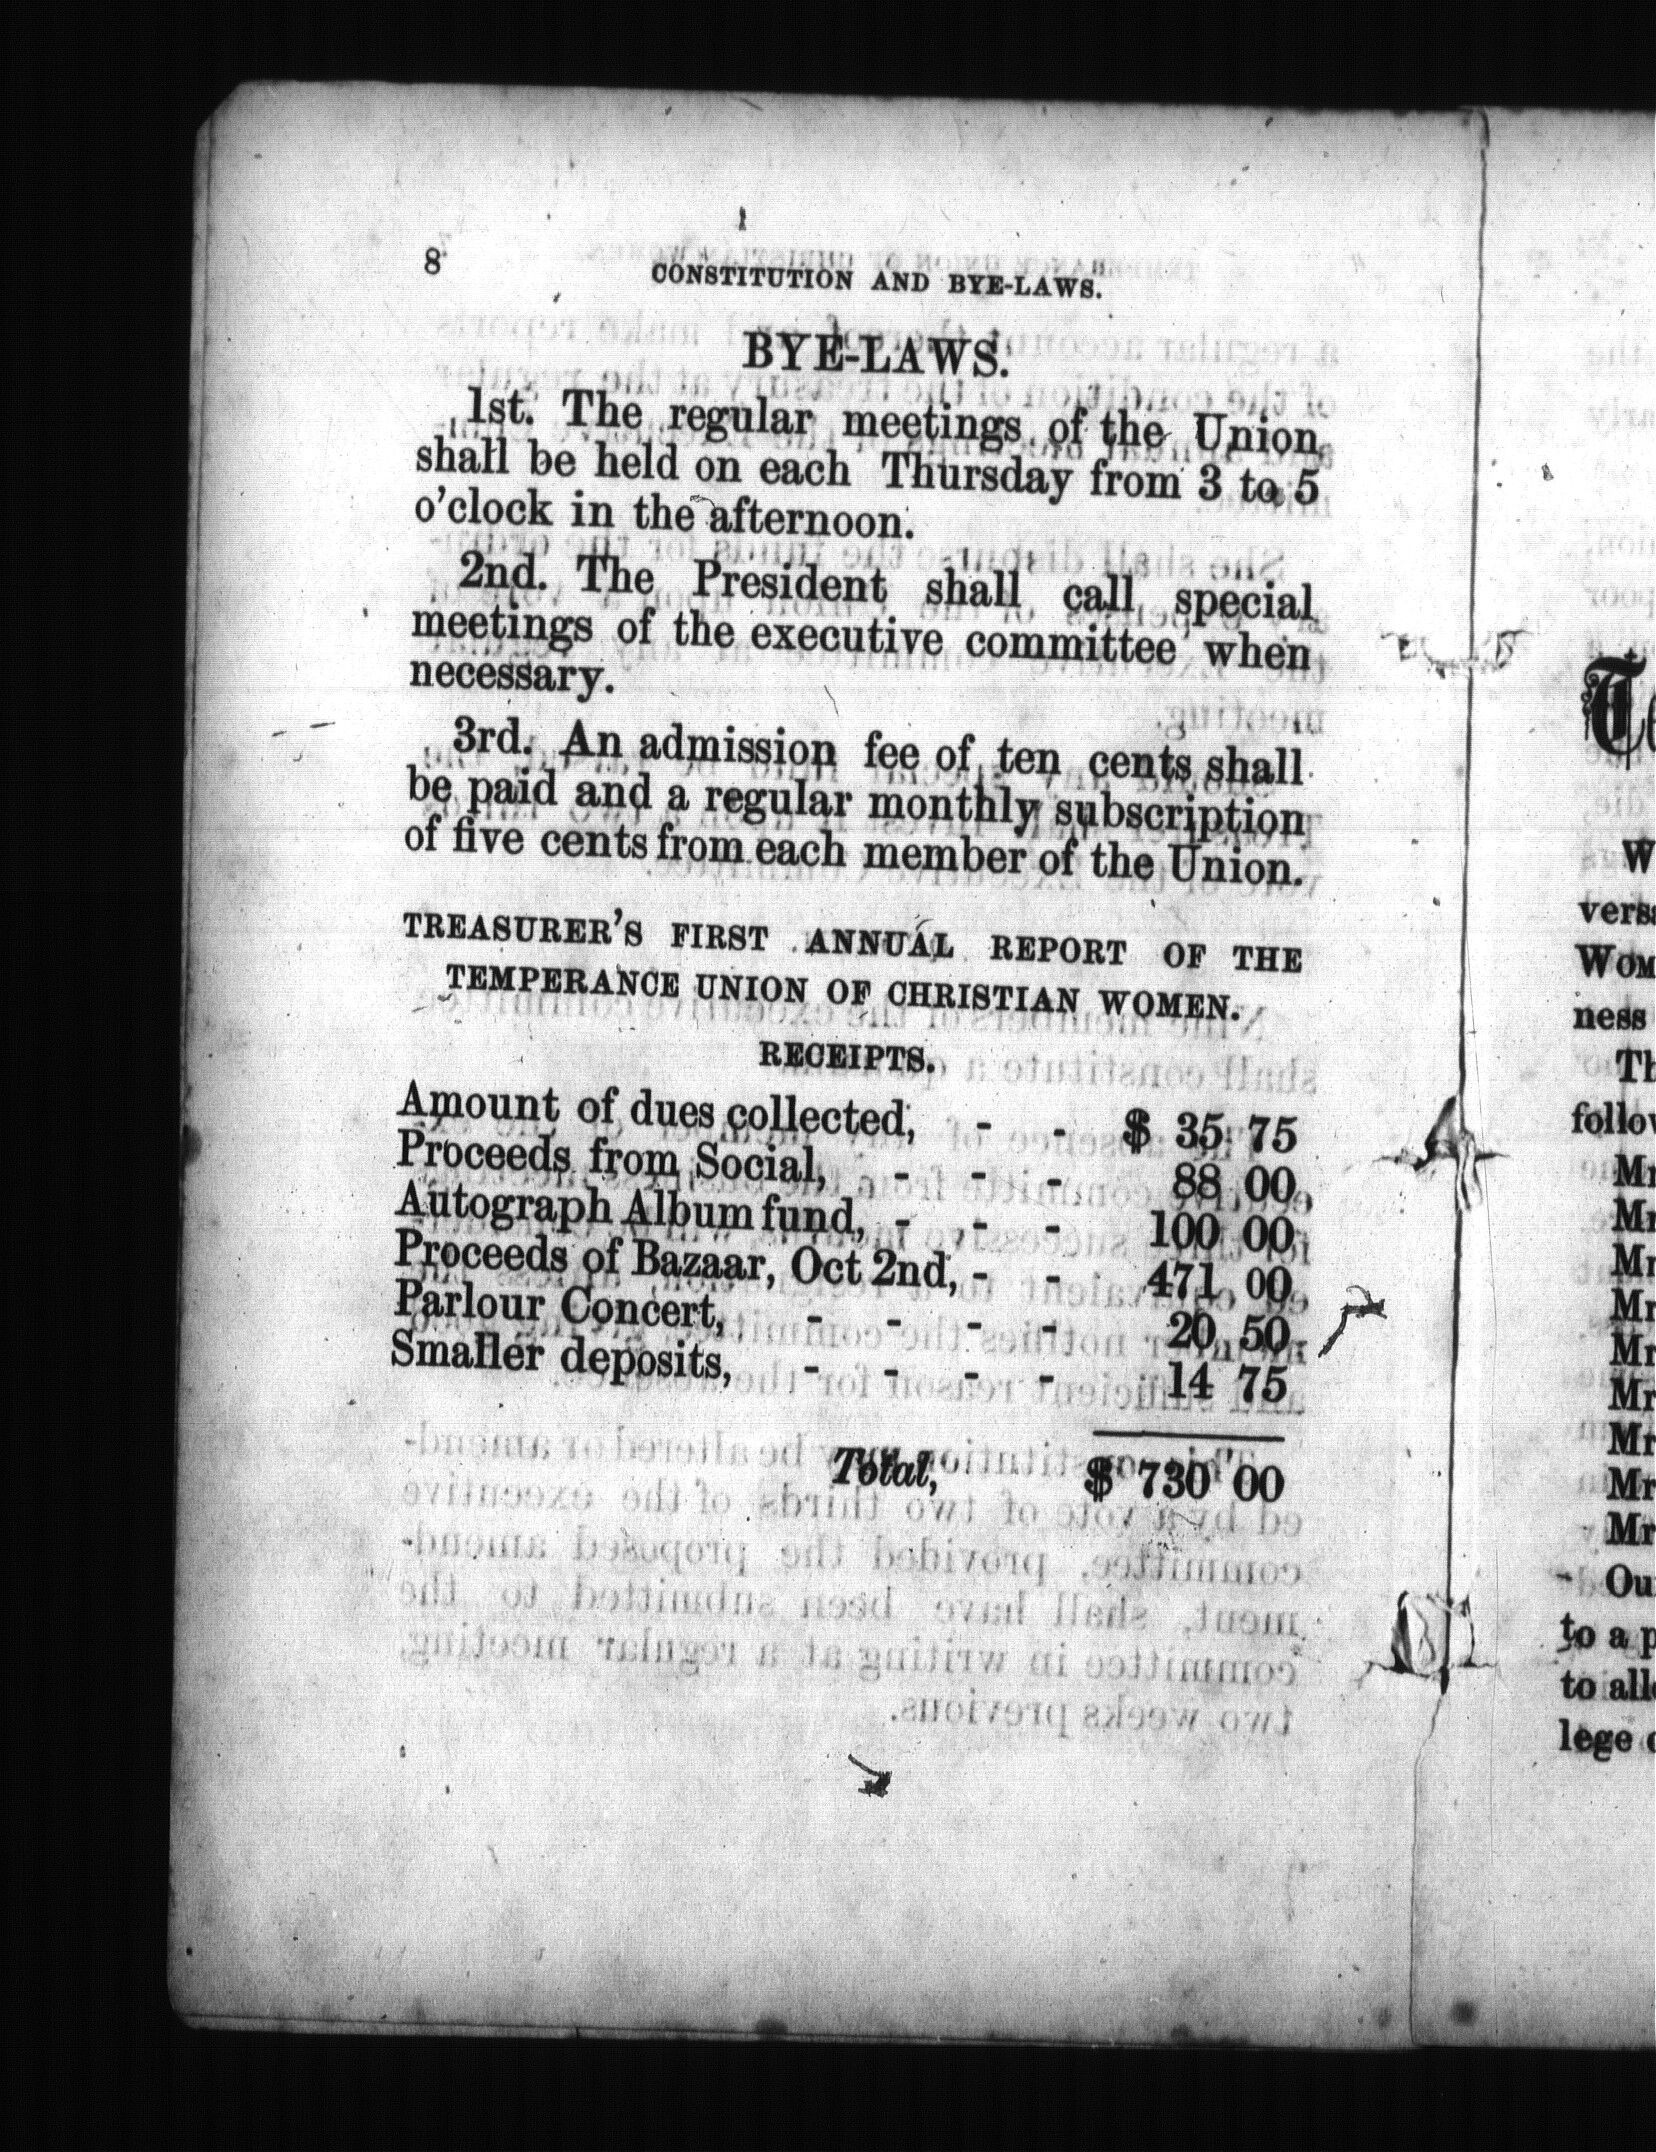 8
CONSTITUTION AND BYE-LAWS.
BYE-LAWS.
1st. The regular meetings of the Union
shall be held on each Thursday from 3 to 5
o'clock in the afternoon.
2nd. The President shall call special
meetings of the executive committee when
necessary.
3rd. An admission fee of ten cents shall
be paid and a regular monthly subscription
of five cents from each member of the Union.
TREASURER'S FIRST ANNUAL REPORT OF THE
TEMPERANCE UNION OF CHRISTIAN WOMEN.
RECEIPTS.
Amount of dues collected, - - $ 35 75
Proceeds from Social, - - - 88 00
Autograph Album fund, - - - 100 00
Proceeds of Bazaar, Oct 2nd, - - 471 00
Parlour Concert, - - - - 20 50
Smaller deposits, - - - - 14 75
Total, $ 730 00
ness
to a
lege